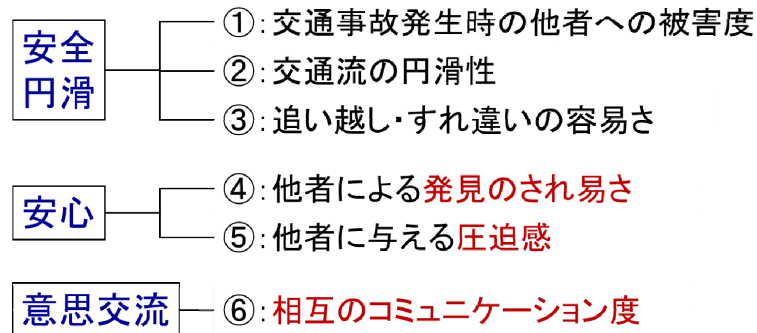 安全
円滑
①:交通事故発生時の他者への被害度
②:交通流の円滑性
③:追い越し・すれ違いの容易さ
安心
④:他者による発見のされ易さ
⑤:他者に与える圧迫感
意思交流
⑥:相互のコミュニケーション度